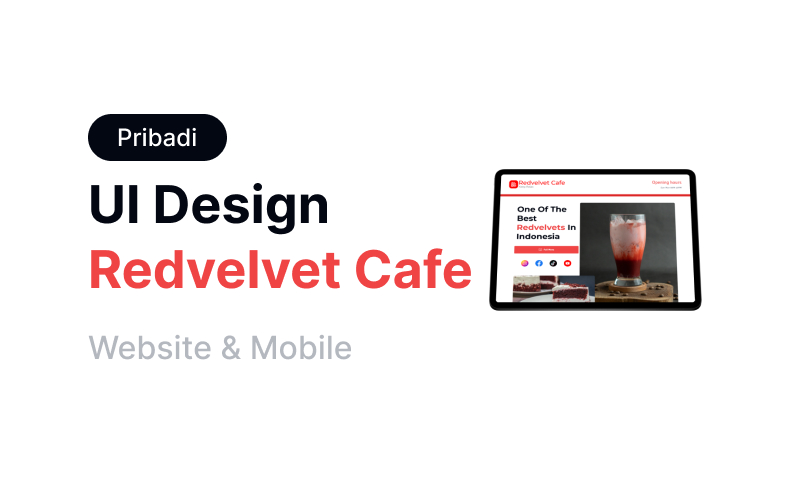 Pribadi
UI Design
Redvelvet Cafe
Website & Mobile
Redvelvet Cafe
Opening hours
One Of The
Best
Redvelvets In
Indonesia